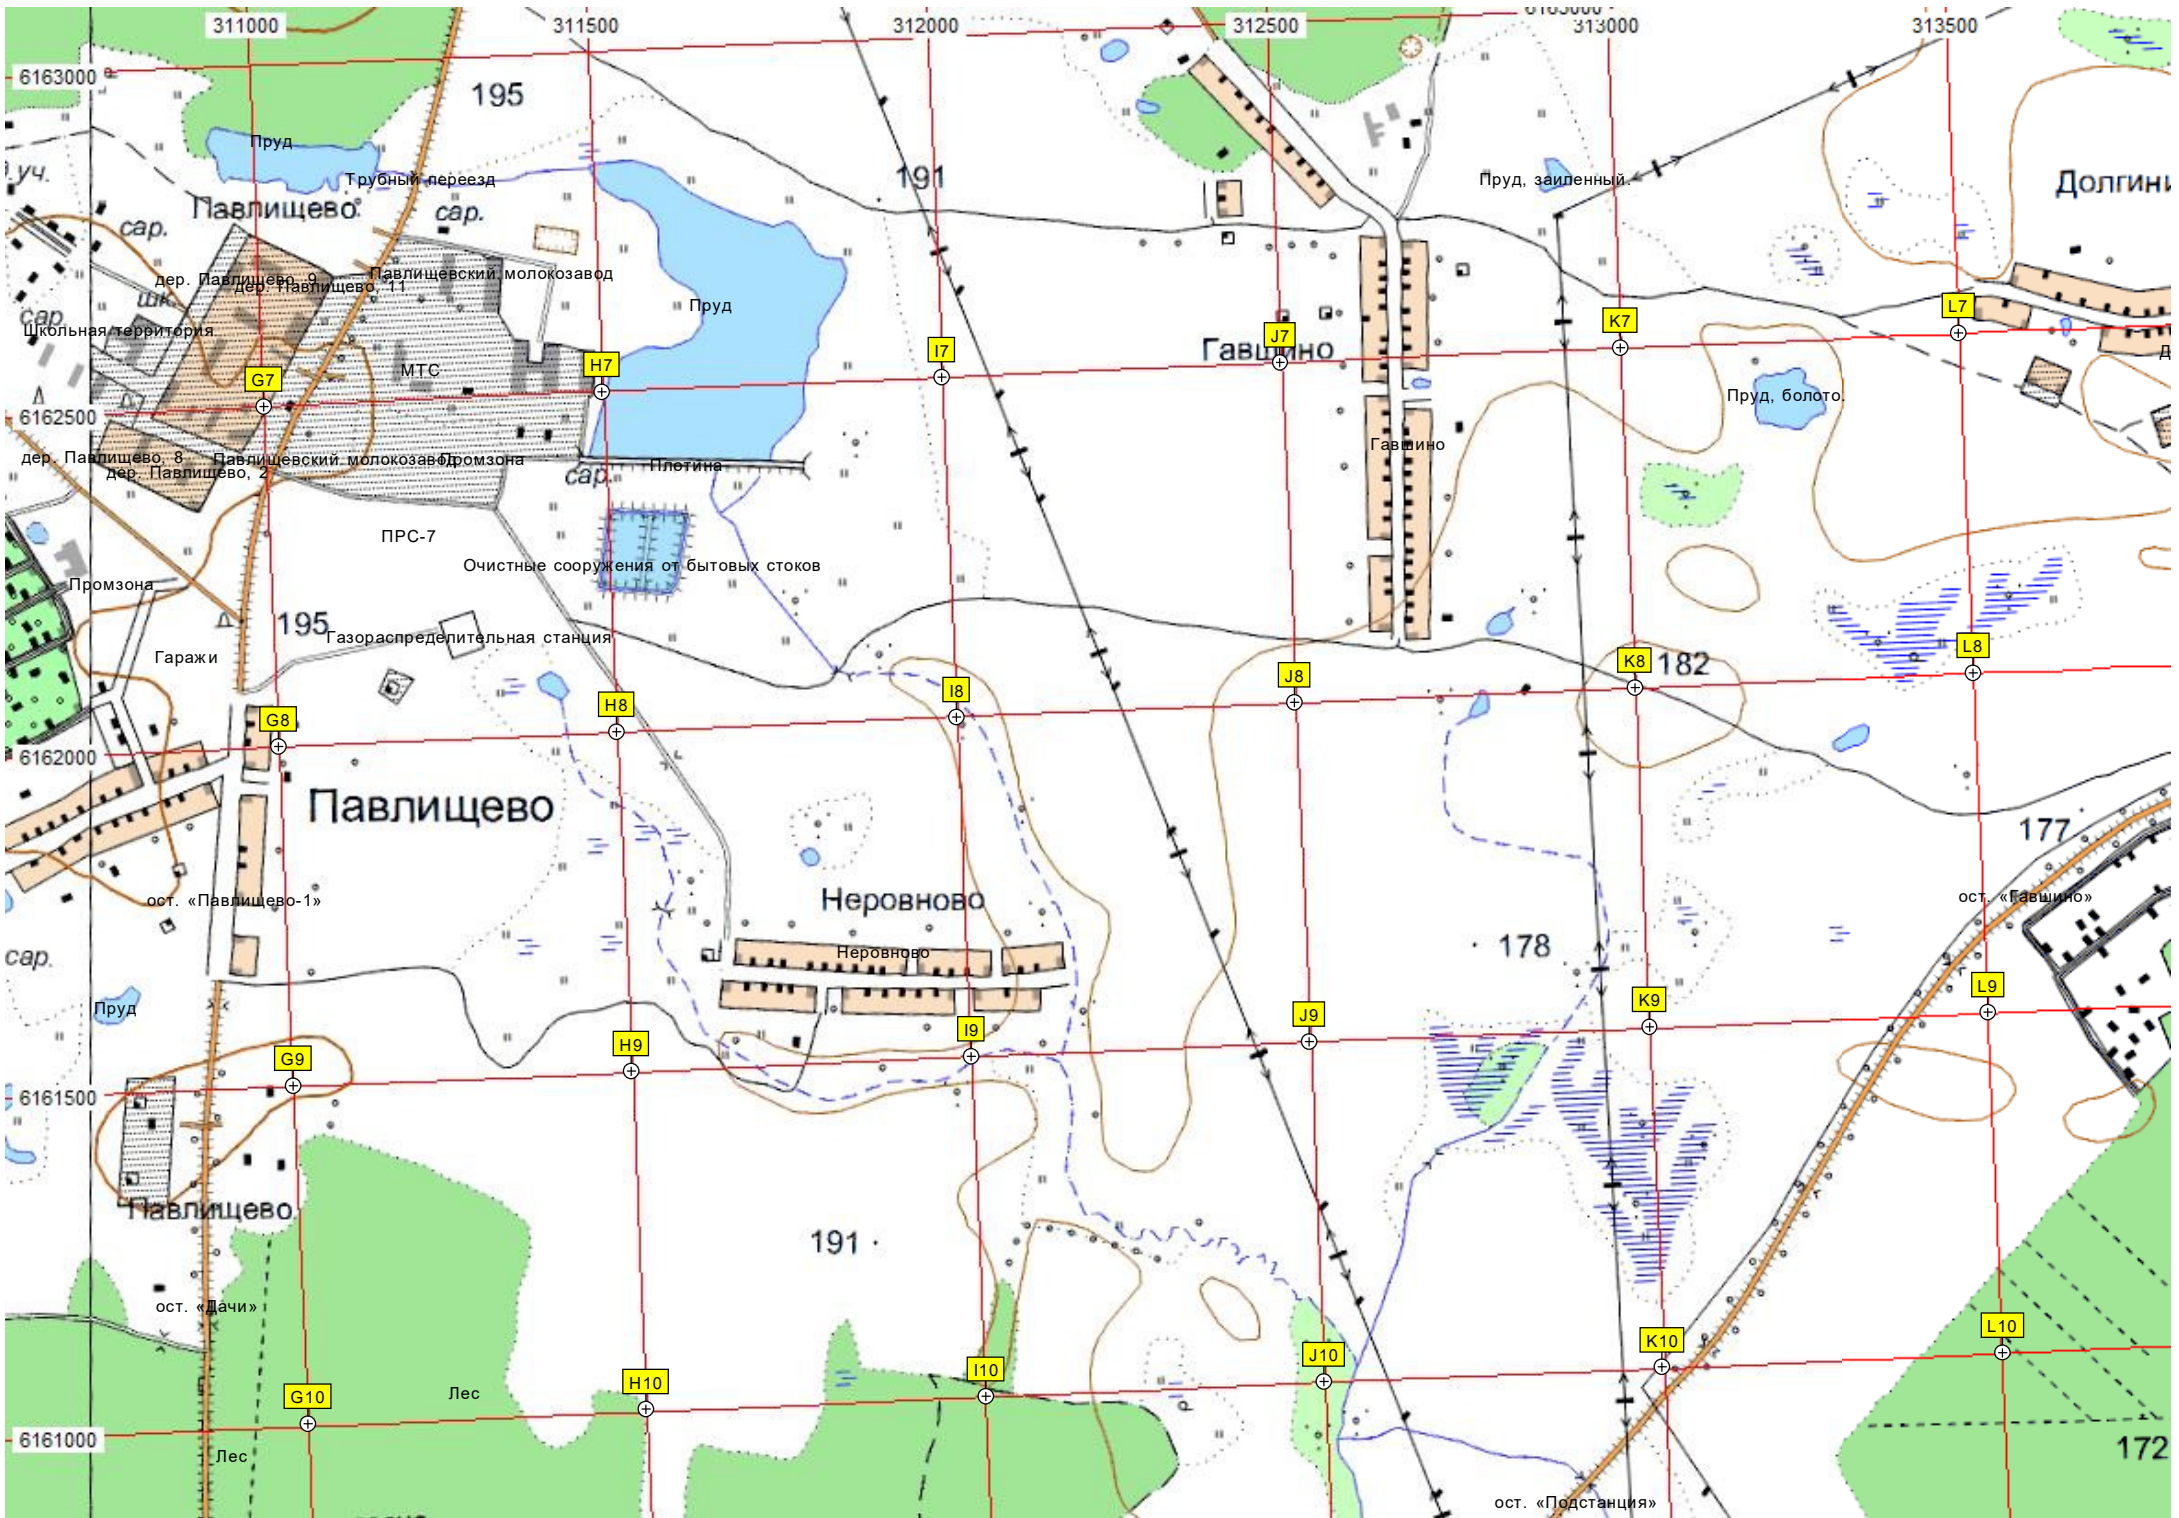 311000
311500
312000
312500
313000
313500
6163000
6163000
195
Пруд
уч.
191
Трубный переезд
Пруд, заиленный.
Павлищево.
сар.
сар.
дер. Павлищево, 9
дер. Павлищево, 11
Павлищевский молокозавод
шк.
Пруд
сар.
Школьная территория
L7
K7
J7
I7
H7
G7
Гавшино
МТС
Д
Пруд, болото.
6162500
Гавшино
дер. Павлищево, 8
Павлищевский молокозавод
Промзона
Плотина
дер. Павлищево, 2
сар.
ПРС-7
Очистные сооружения от бытовых стоков
Промзона
195
Газораспределительная станция
Гаражи
L8
K8
182
J8
I8
H8
G8
6162000
Павлищево
177
Неровново
ост. «Павлищево-1»
ост. «Гавшино»
178
Неровново
сар.
Пруд
L9
K9
J9
I9
H9
G9
6161500
Павлищево
191
ост. «Дачи»
L10
K10
J10
I10
H10
G10
Лес
6161000
Лес
172
ост. «Подстанция»